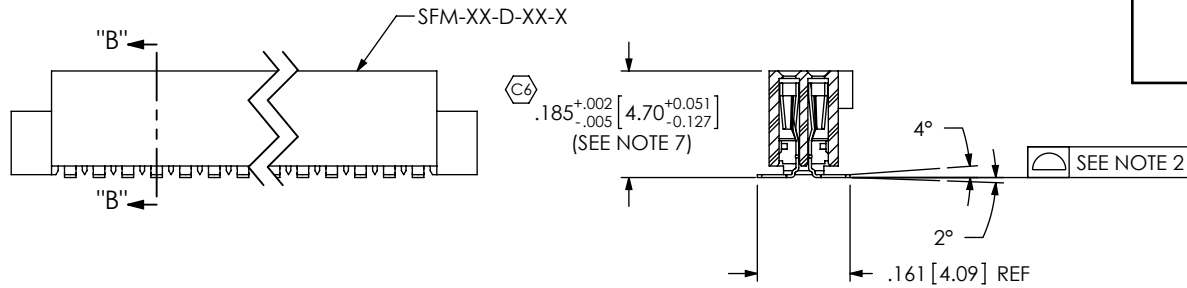 SFM-XX-D-XX-X
"B"
"B"
C6
.185+.002 -.005 [4.70+0.051 -0.127]
(SEE NOTE 7)
4°
2°
SEE NOTE 2
.161 [4.09] REF